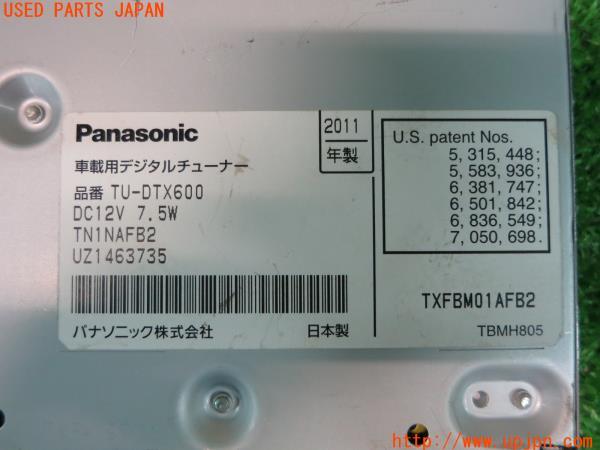 USED PARTS JAPAN
Panasonic
車載用デジタルチューナー
品番 TU-DTX600
DC12V 7.5W
TN1NAFB2
UZ1463735
パナソニック株式会社
日本製
2011
年製
U.S. patent Nos.
5, 315, 448;
5, 583, 936;
6, 381, 747;
6, 501, 842;
6, 836, 549;
7, 050, 698.
TXFBM01AFB2
TBMH805
http://www.upjpn.com/